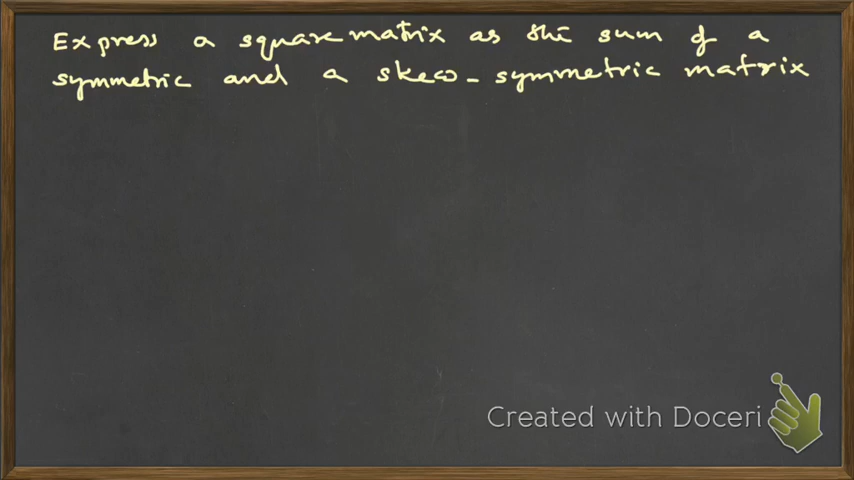 Express a square matrix as the sum of a
symmetric and a skew-symmetric matrix
Created with Doceri